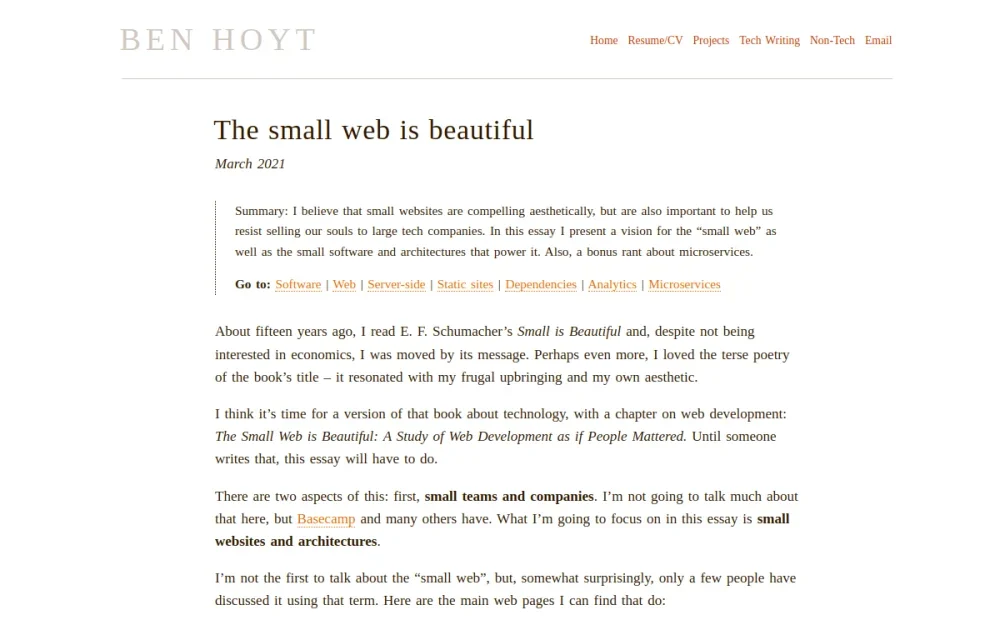 BEN HOYT
Home Resume/CV Projects Tech Writing Non-Tech Email
The small web is beautiful
March 2021
Summary: I believe that small websites are compelling aesthetically, but are also important to help us
resist selling our souls to large tech companies. In this essay I present a vision for the “small web” as
well as the small software and architectures that power it. Also, a bonus rant about microservices.
Go to: Software | Web | Server-side | Static sites | Dependencies | Analytics | Microservices
About fifteen years ago, I read E. F. Schumacher’s Small is Beautiful and, despite not being
interested in economics, I was moved by its message. Perhaps even more, I loved the terse poetry
of the book’s title – it resonated with my frugal upbringing and my own aesthetic.
I think it’s time for a version of that book about technology, with a chapter on web development:
The Small Web is Beautiful: A Study of Web Development as if People Mattered. Until someone
writes that, this essay will have to do.
There are two aspects of this: first, small teams and companies. I’m not going to talk much about
that here, but Basecamp and many others have. What I’m going to focus on in this essay is small
websites and architectures.
I’m not the first to talk about the “small web”, but, somewhat surprisingly, only a few people have
discussed it using that term. Here are the main web pages I can find that do: